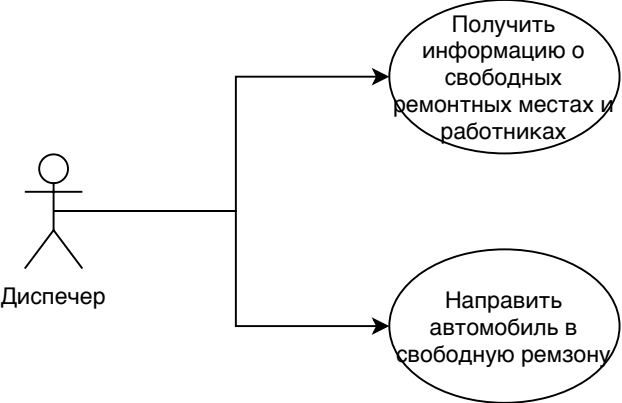 Получить
информацию о
свободных
ремонтных местах и
работниках
Диспечер
Направить
автомобиль в
свободную ремзону